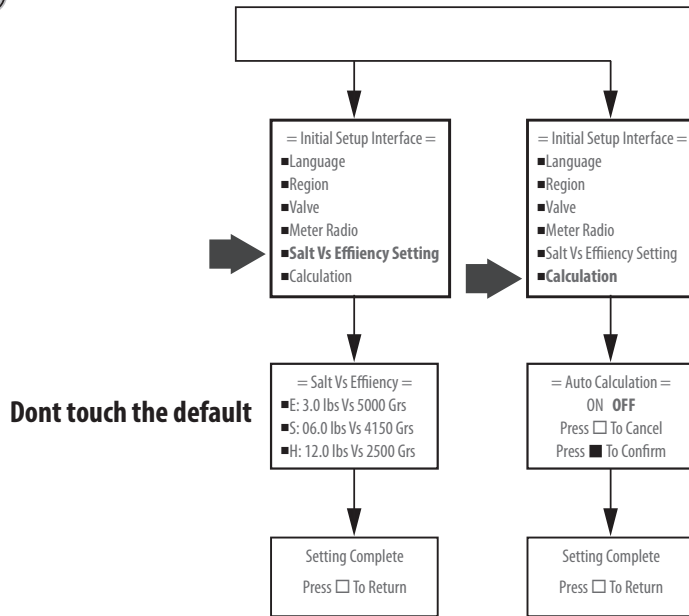 = Initial Setup Interface =
■Language
■Region
■Valve
■Meter Radio
■Salt Vs Effiiency Setting
■Calculation
= Initial Setup Interface =
■Language
■Region
■Valve
■Meter Radio
■Salt Vs Effiiency Setting
■Calculation
Dont touch the default
= Salt Vs Effiiency =
■E: 3.0 lbs Vs 5000 Grs
■S: 06.0 lbs Vs 4150 Grs
■H: 12.0 lbs Vs 2500 Grs
= Auto Calculation =
ON OFF
Press □ To Cancel
Press ■ To Confirm
Setting Complete
Press □ To Return
Setting Complete
Press □ To Return